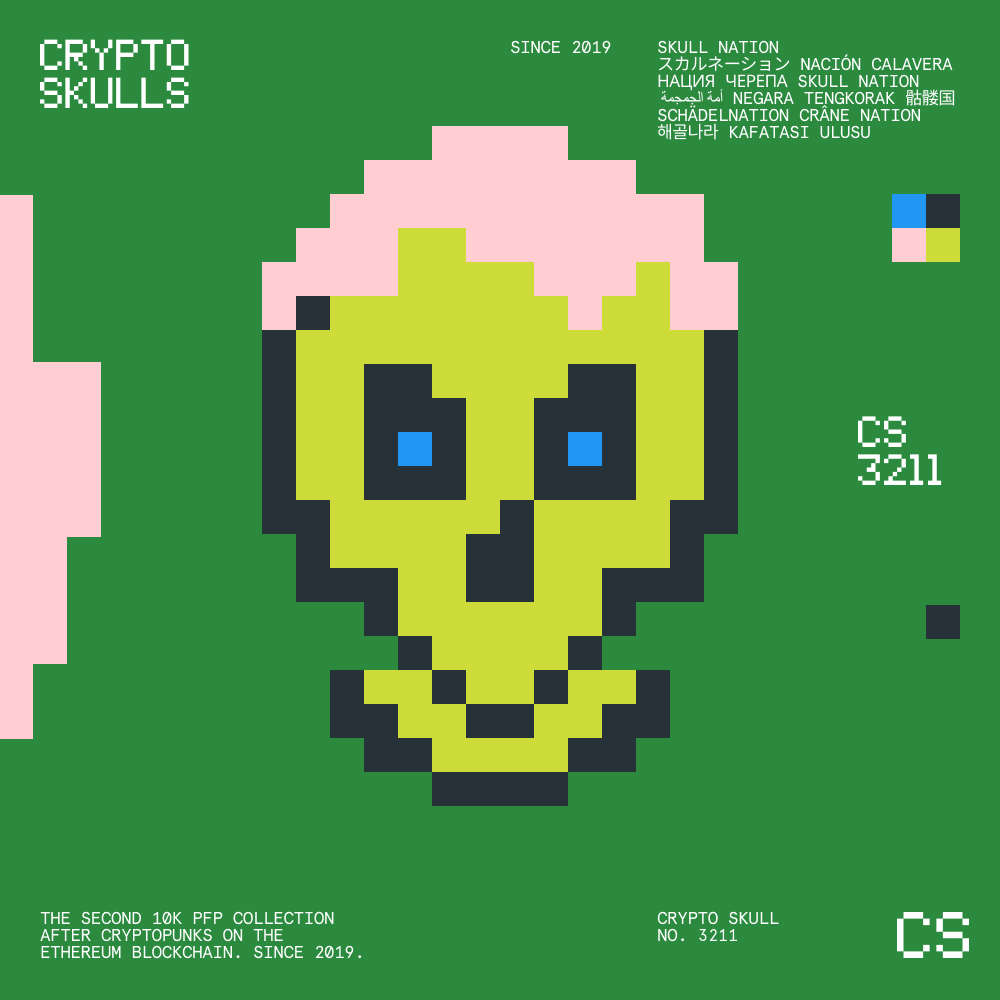 CRYPTO
SKULLS
SINCE 2019
SKULL NATION
スカルネーション NACIÓN CALAVERA
НАЦИЯ ЧЕРЕПА SKULL NATION
أمة الجمجمة NEGARA TENGKORAK 骷髅国
SCHÄDELNATION CRÂNE NATION
해골나라 KAFATASI ULUSU
CS
3211
THE SECOND 10K PFP COLLECTION
AFTER CRYPTOPUNKS ON THE
ETHEREUM BLOCKCHAIN. SINCE 2019.
CRYPTO SKULL
NO. 3211
CS